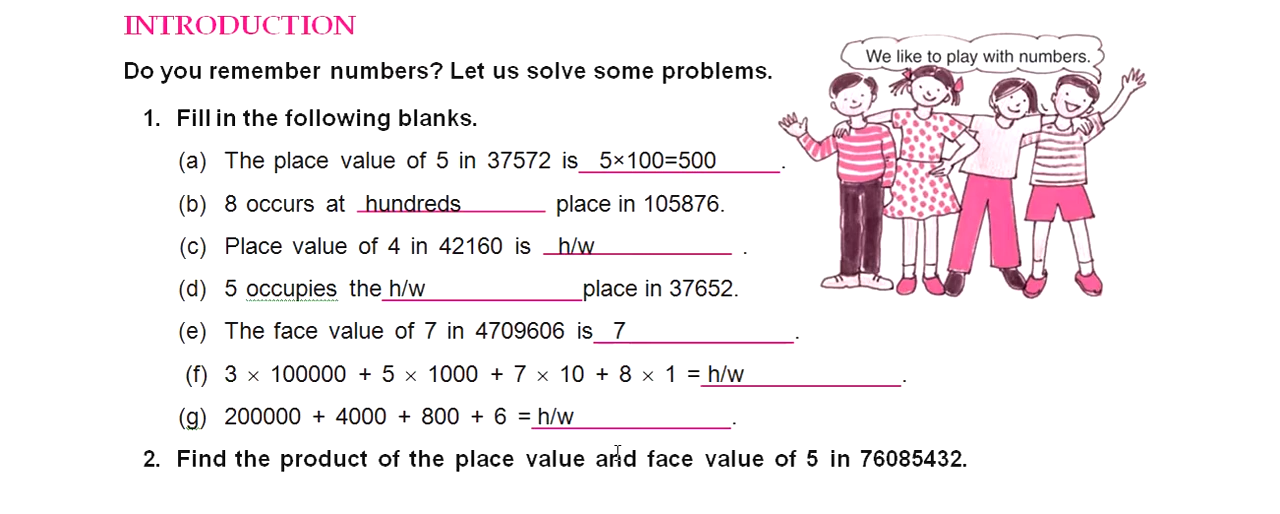 INTRODUCTION
We like to play with numbers.
Do you remember numbers? Let us solve some problems.
1. Fill in the following blanks.
(a) The place value of 5 in 37572 is 5×100=500 .
(b) 8 occurs at hundreds place in 105876.
(c) Place value of 4 in 42160 is h/w .
(d) 5 occupies the h/w place in 37652.
(e) The face value of 7 in 4709606 is 7 .
(f) 3 × 100000 + 5 × 1000 + 7 × 10 + 8 × 1 = h/w .
(g) 200000 + 4000 + 800 + 6 = h/w .
2. Find the product of the place value and face value of 5 in 76085432.